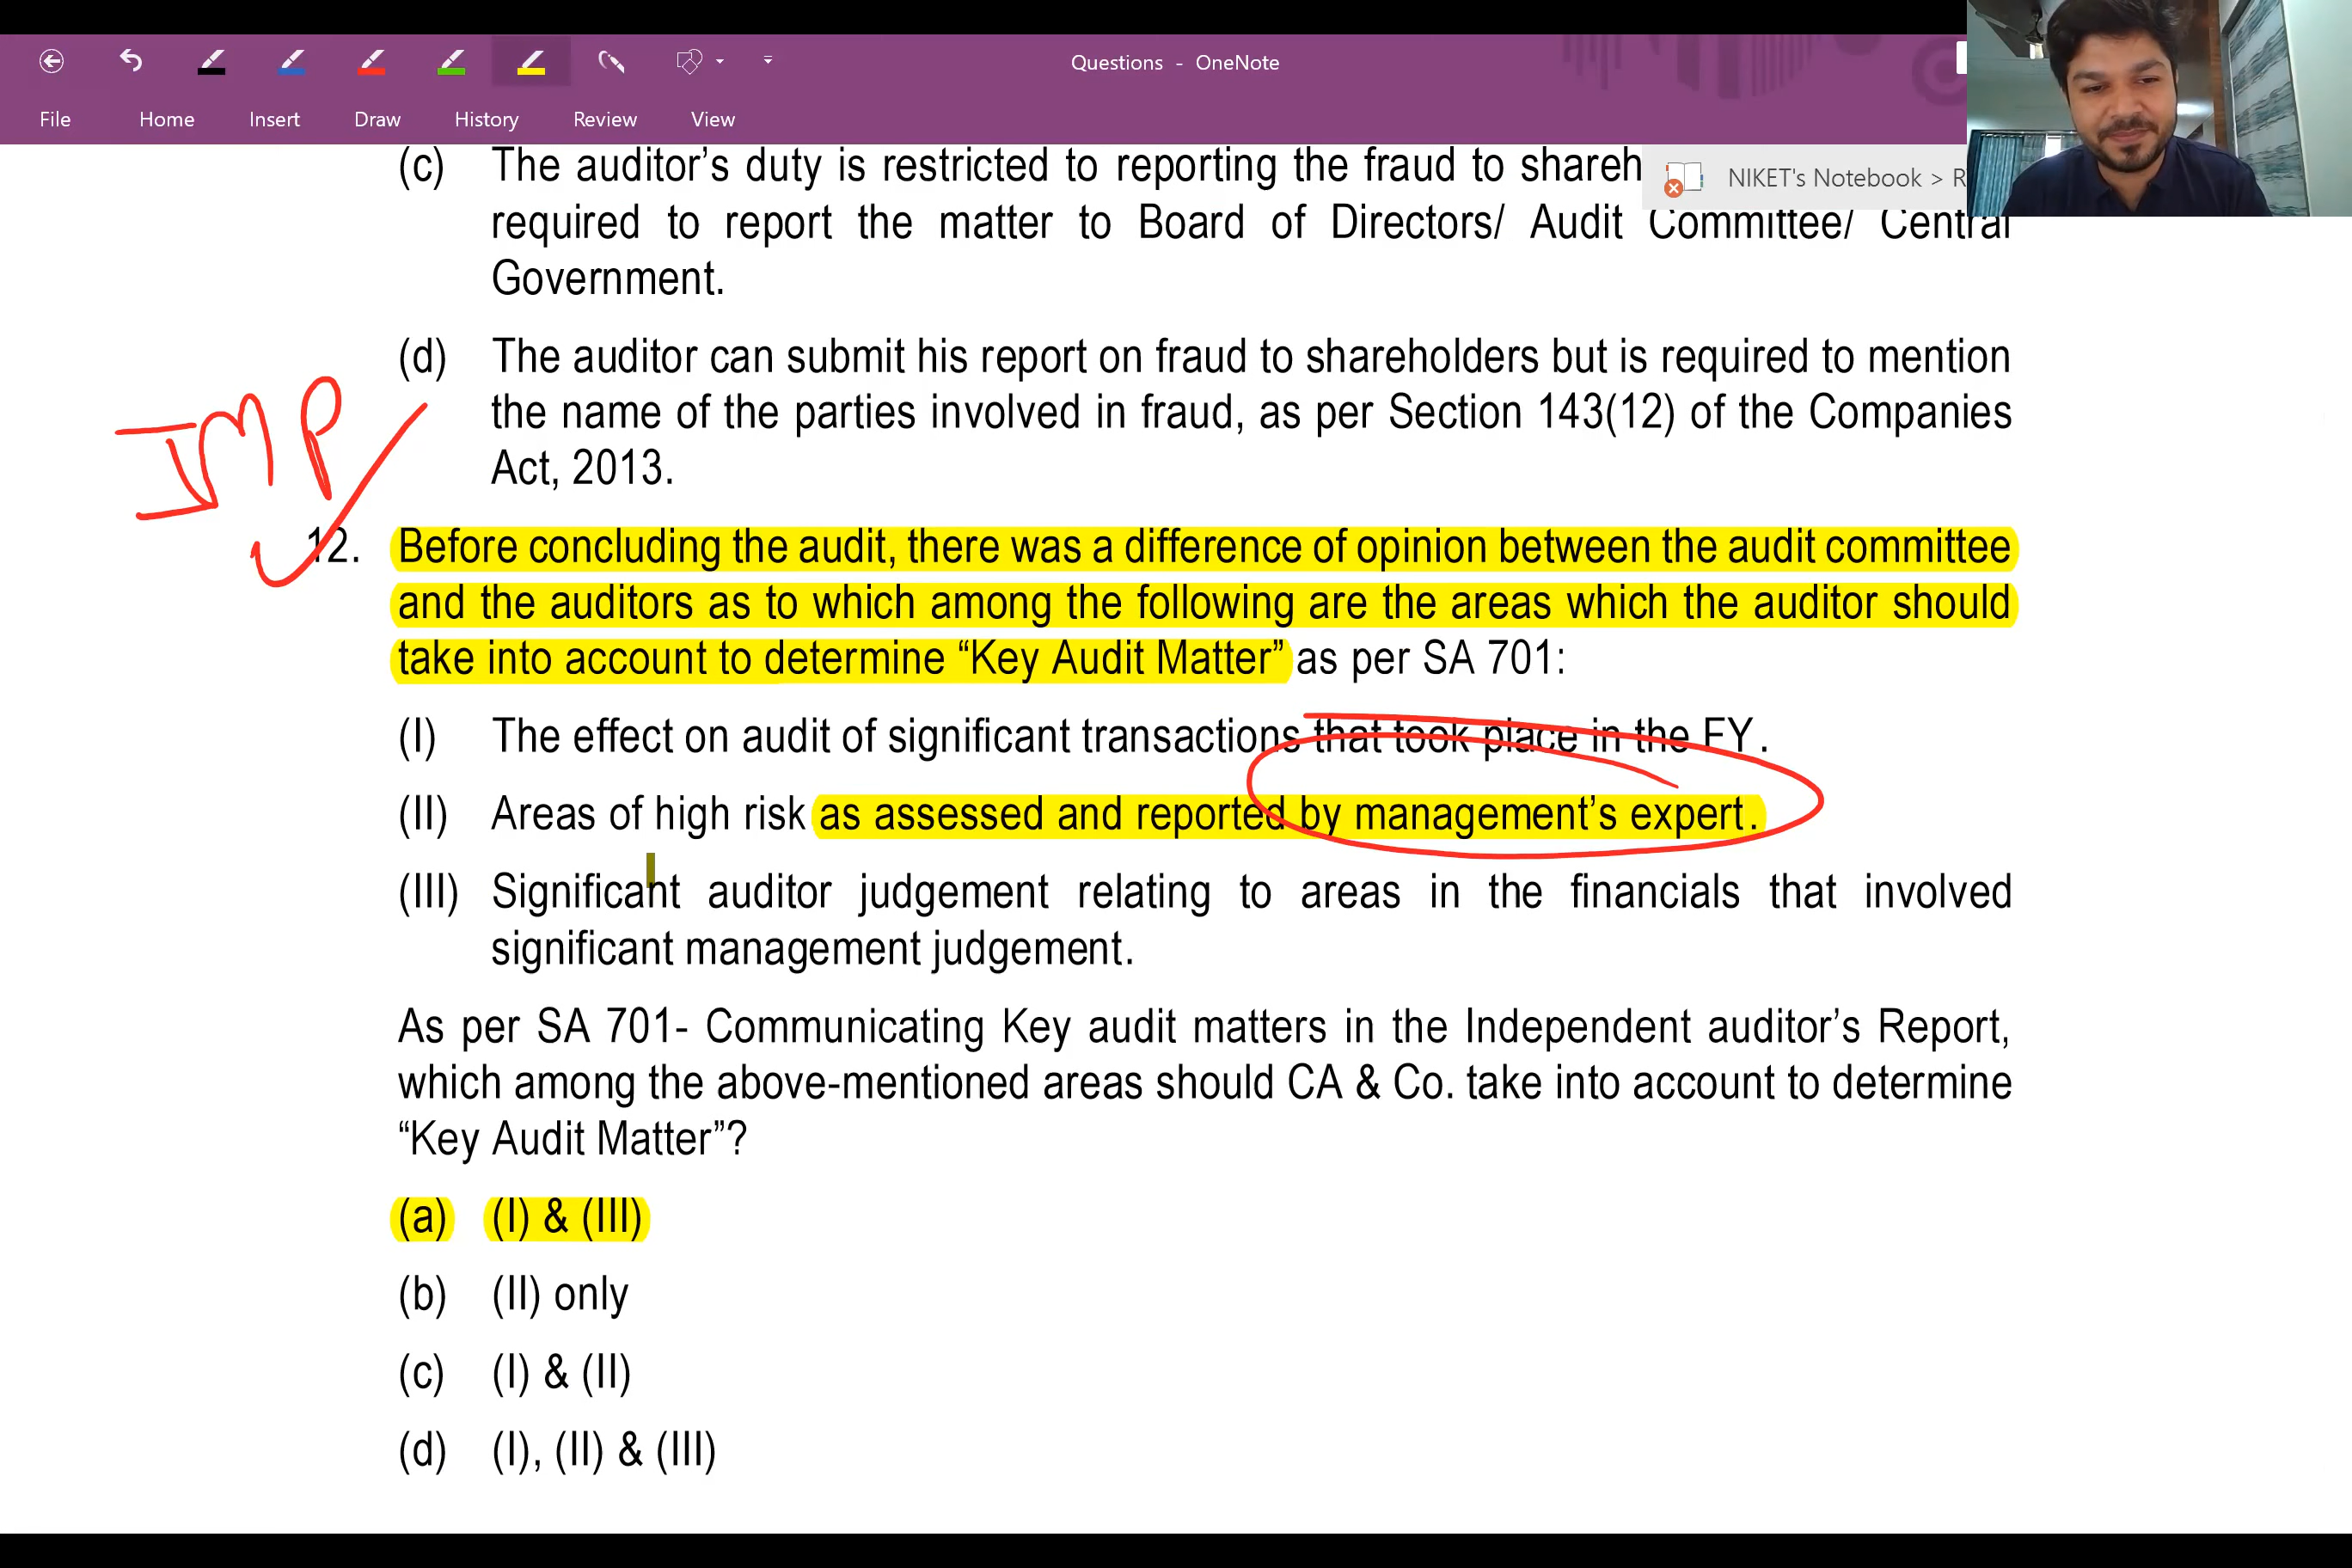 Questions - OneNote
File Home Insert Draw History Review View
NIKET's Notebook > R
(c) The auditor's duty is restricted to reporting the fraud to shareh
required to report the matter to Board of Directors/ Audit Committee/ Central
Government.
(d) The auditor can submit his report on fraud to shareholders but is required to mention
the name of the parties involved in fraud, as per Section 143(12) of the Companies
Act, 2013.
IMP
12. Before concluding the audit, there was a difference of opinion between the audit committee
and the auditors as to which among the following are the areas which the auditor should
take into account to determine “Key Audit Matter” as per SA 701:
(I) The effect on audit of significant transactions that took place in the FY.
(II) Areas of high risk as assessed and reported by management's expert.
(III) Significant auditor judgement relating to areas in the financials that involved
significant management judgement.
As per SA 701- Communicating Key audit matters in the Independent auditor's Report,
which among the above-mentioned areas should CA & Co. take into account to determine
“Key Audit Matter”?
(a) (I) & (III)
(b) (II) only
(c) (I) & (II)
(d) (I), (II) & (III)